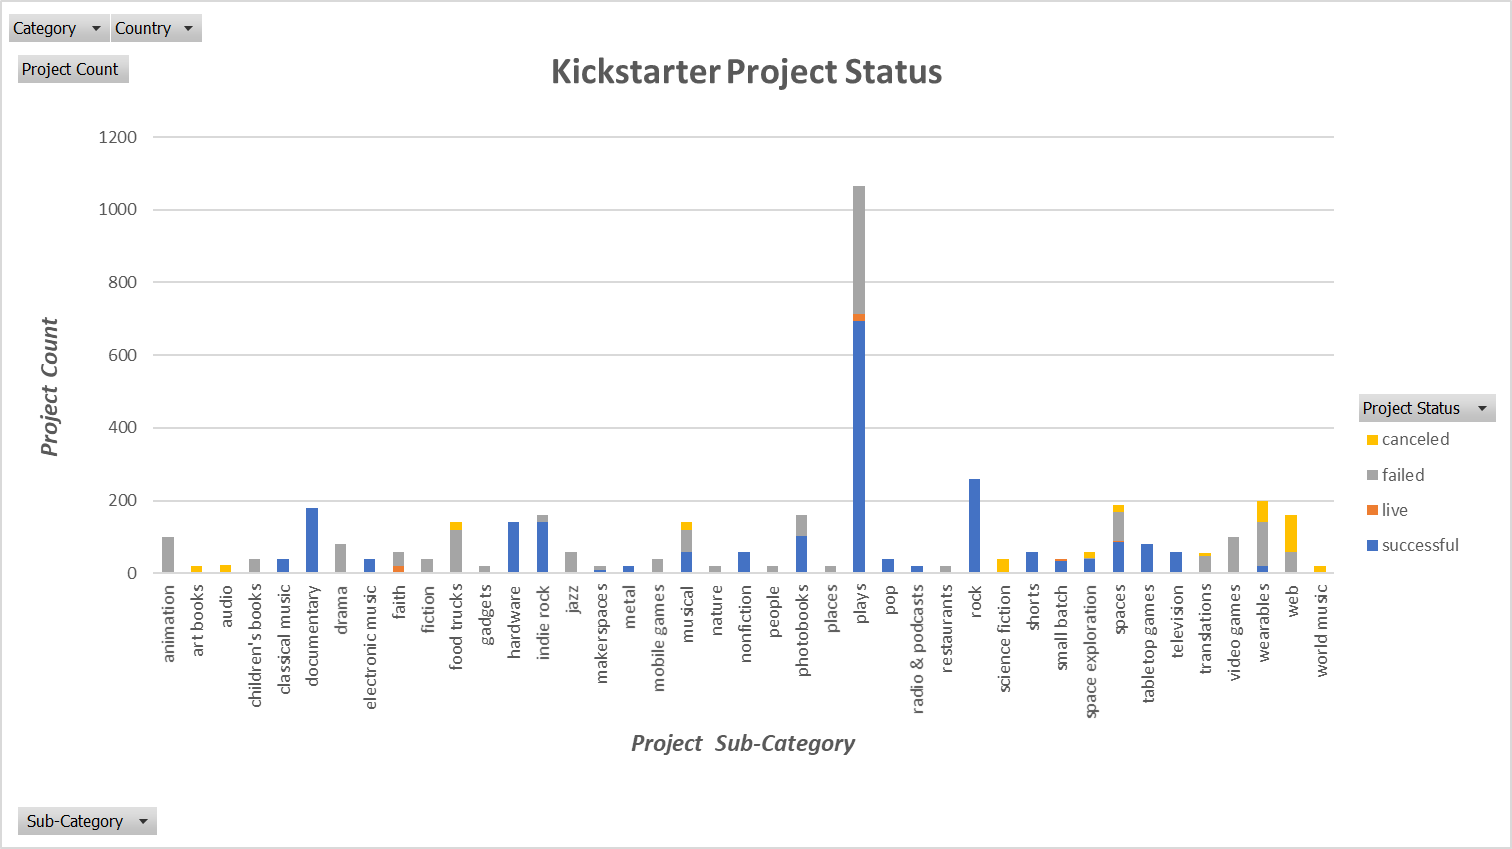 Category
Country
Project Count
Kickstarter Project Status
1200
1000
800
600
400
200
0
Project Count
animation
art books
audio
children's books
classical music
documentary
drama
electronic music
faith
fiction
food trucks
gadgets
hardware
indie rock
jazz
makerspaces
metal
mobile games
musical
nature
nonfiction
people
photobooks
places
plays
pop
radio & podcasts
restaurants
rock
science fiction
shorts
small batch
space exploration
spaces
tabletop games
television
translations
video games
wearables
web
world music
Project Sub-Category
Project Status
canceled
failed
live
successful
Sub-Category